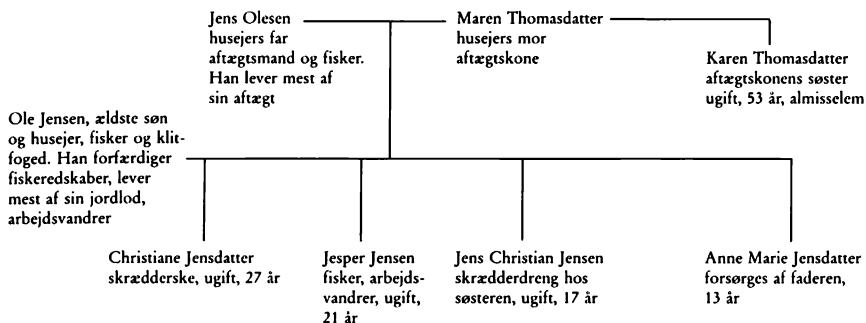 Jens Olesen
husejers far
aftægtsmand og fisker.
Han lever mest af
sin aftægt
Maren Thomasdatter
husejers mor
aftægtskone
Karen Thomasdatter
aftægtskonens søster
ugift, 53 år, almisselem
Ole Jensen, ældste søn
og husejer, fisker og klit-
foged. Han forfærdiger
fiskeredskaber, lever
mest af sin jordlod,
arbejdsvandrer
Christiane Jensdatter
skrædderske, ugift, 27 år
Jesper Jensen
fisker, arbejds-
vandrer, ugift,
21 år
Jens Christian Jensen
skrædderdreng hos
søsteren, ugift, 17 år
Anne Marie Jensdatter
forsørges af faderen,
13 år